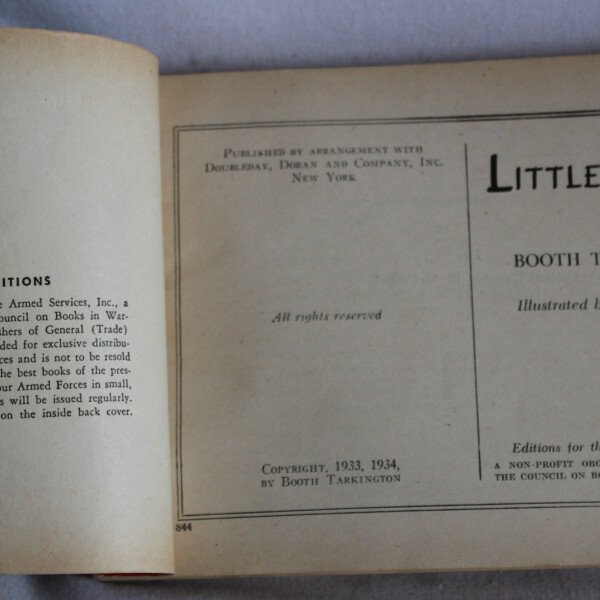 ITIONS
e Armed Services, Inc., a
ouncil on Books in War-
shers of General (Trade)
ded for exclusive distribu-
ces and is not to be resold
he best books of the pres-
our Armed Forces in small,
s will be issued regularly.
on the inside back cover.
PUBLISHED BY ARRANGEMENT WITH
DOUBLEDAY, DORAN AND COMPANY, INC.
NEW YORK
All rights reserved
COPYRIGHT, 1933, 1934,
BY BOOTH TARKINGTON
844
LITTLE
BOOTH T
Illustrated b
Editions for th
A NON-PROFIT ORG
THE COUNCIL ON BO